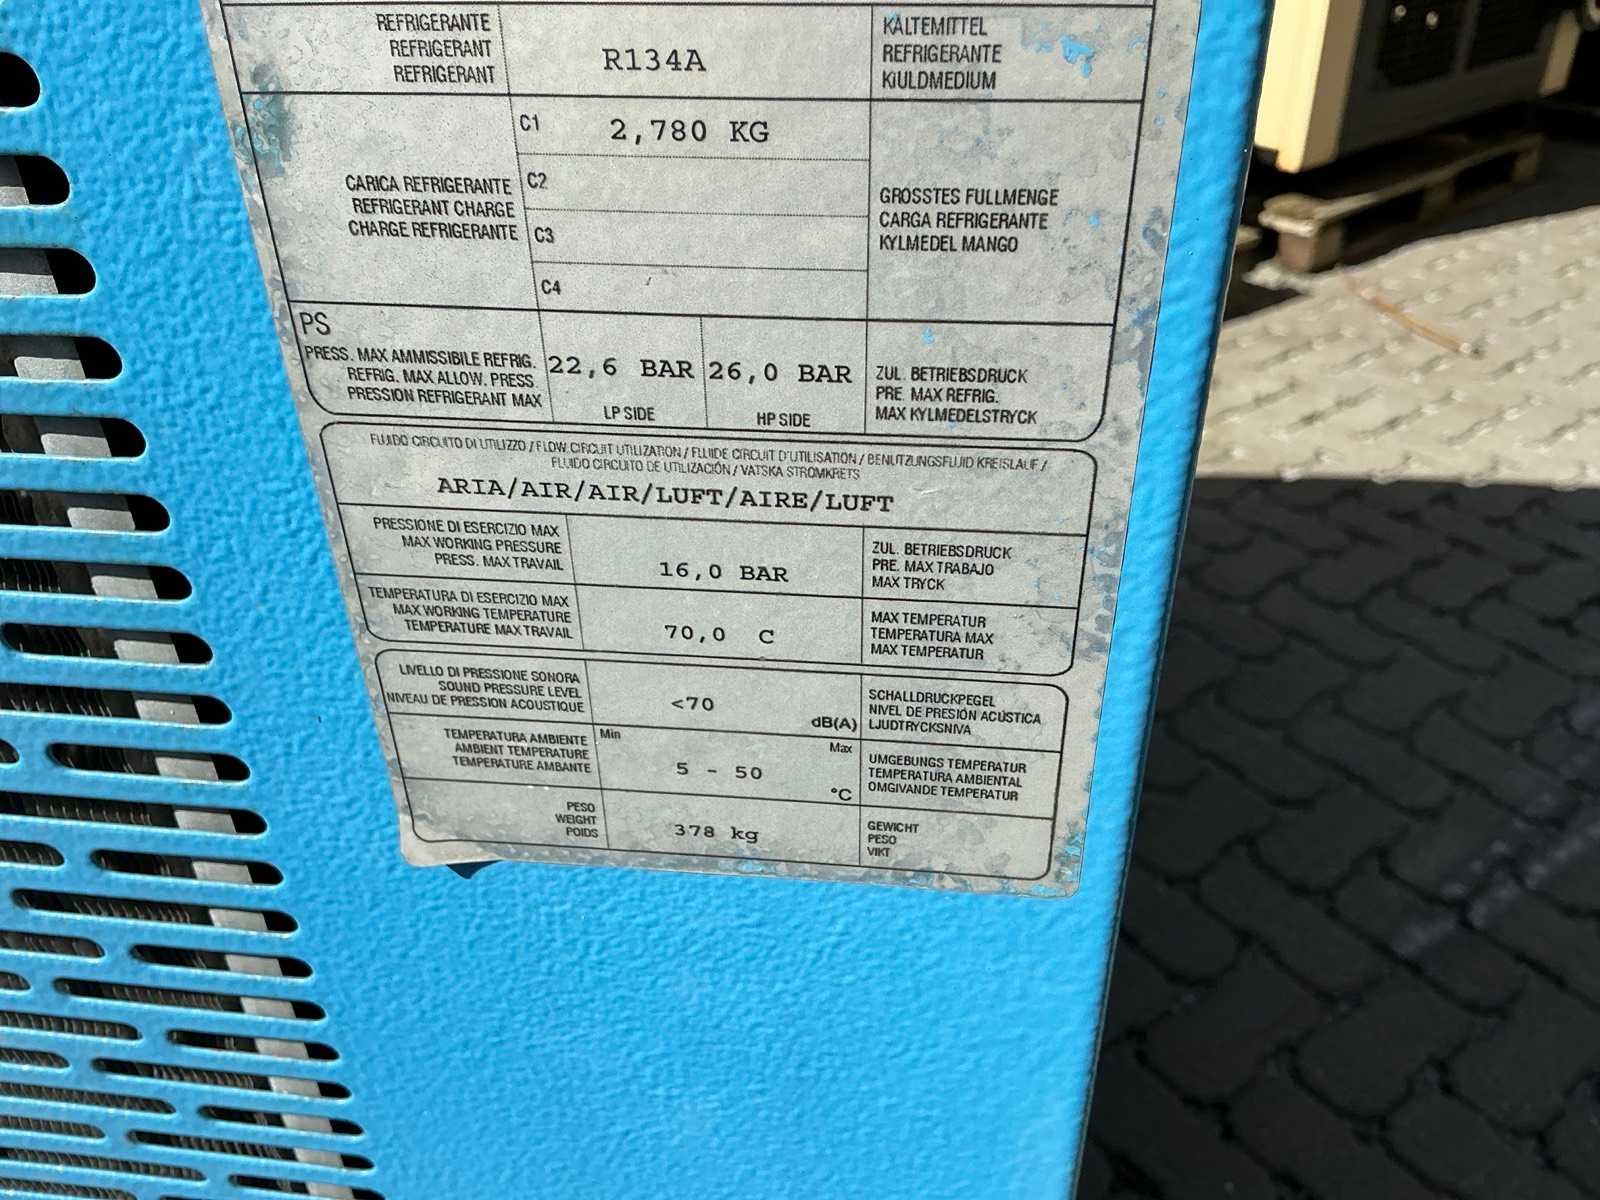 REFRIGERANTE
REFRIGERANT
REFRIGERANT
R134A
KÄLTEMITTEL
REFRIGERANTE
KIULDMEDIUM
CARICA REFRIGERANTE
REFRIGERANT CHARGE
CHARGE REFRIGERANTE
C1 2,780 KG
C2
C3
C4
GROSSTES FULLMENGE
CARGA REFRIGERANTE
KYLMEDEL MANGO
PS
PRESS. MAX AMMISSIBILE REFRIG.
REFRIG. MAX ALLOW. PRESS
PRESSION REFRIGERANT MAX
22,6 BAR
LP SIDE
26,0 BAR
HP SIDE
ZUL. BETRIEBSDRUCK
PRE. MAX REFRIG.
MAX KYLMEDELSTRYCK
FLUIDO CIRCUITO DI UTILIZZO / FLOW CIRCUIT UTILIZATION / FLUIDE CIRCUIT D'UTILISATION / BENUTZUNGSFLUJID KREISLAUF /
FLUIDO CIRCUITO DE UTILIZACIÓN / VATSKA STROMKRETS
ARIA/AIR/AIR/LUFT/AIRE/LUFT
PRESSIONE DI ESERCIZIO MAX
MAX WORKING PRESSURE
PRESS. MAX TRAVAIL
16,0 BAR
ZUL. BETRIEBSDRUCK
PRE. MAX TRABAJO
MAX TRYCK
TEMPERATURA DI ESERCIZIO MAX
MAX WORKING TEMPERATURE
TEMPERATURE MAX TRAVAIL
70,0 C
MAX TEMPERATUR
TEMPERATURA MAX
MAX TEMPERATUR
LIVELLO DI PRESSIONE SONORA
SOUND PRESSURE LEVEL
NIVEAU DE PRESSION ACOUSTIQUE
<70
dB(A)
SCHALLDRUCKPEGEL
NIVEL DE PRESIÓN ACÚSTICA
LJUDTRYCKSNIVA
TEMPERATURA AMBIENTE
AMBIENT TEMPERATURE
TEMPERATURE AMBANTE
Min
Max
5 - 50
°C
UMGEBUNGS TEMPERATUR
TEMPERATURA AMBIENTAL
OMGIVANDE TEMPERATUR
PESO
WEIGHT
POIDS
378 kg
GEWICHT
PESO
VIKT